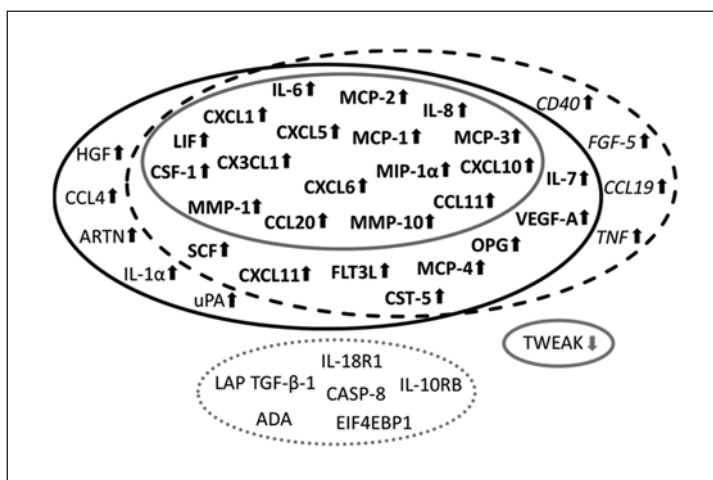 IL-6⬆ MCP-2⬆ IL-8⬆ CD40⬆
CXCL1⬆ CXCL5⬆ MCP-1⬆ MCP-3⬆ FGF-5⬆
LIF⬆
HGF⬆ CSF-1⬆ CX3CL1⬆ MIP-1α⬆ CXCL10⬆ IL-7⬆ CCL19⬆
CCL4⬆ CXCL6⬆
MMP-1⬆ CCL20⬆ MMP-10⬆ CCL11⬆ VEGF-A⬆
ARTN⬆ SCF⬆ OPG⬆ TNF⬆
IL-1α⬆ CXCL11⬆ FLT3L⬆ MCP-4⬆
uPA⬆ CST-5⬆
TWEAK⬇
IL-18R1
LAP TGF-β-1 CASP-8 IL-10RB
ADA EIF4EBP1